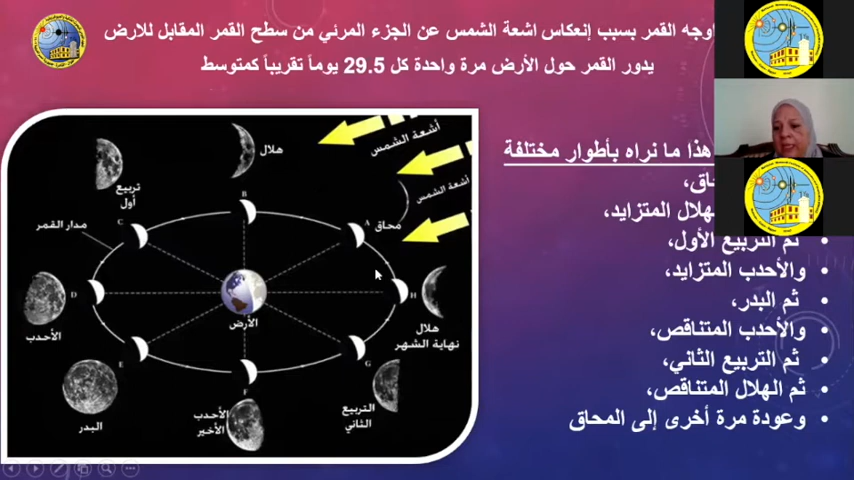 اوجه القمر بسبب إنعكاس اشعة الشمس عن الجزء المرئي من سطح القمر المقابل للارض
يدور القمر حول الأرض مرة واحدة كل 29.5 يوماً تقريباً كمتوسط
هذا ما نراه بأطوار مختلفة
الهلال المتزايد،
ثم التربيع الأول،
والأحدب المتزايد،
ثم البدر،
والأحدب المتناقص،
ثم التربيع الثاني،
ثم الهلال المتناقص،
وعودة مرة أخرى إلى المحاق
أشعة الشمس
هلال
أشعة الشمس
تربيع
أول
B
محاق
A
مدار القمر
C
D
H
الأرض
هلال
نهاية الشهر
الأحدب
E
G
F
البدر
الأحدب
الأخير
التربيع
الثاني